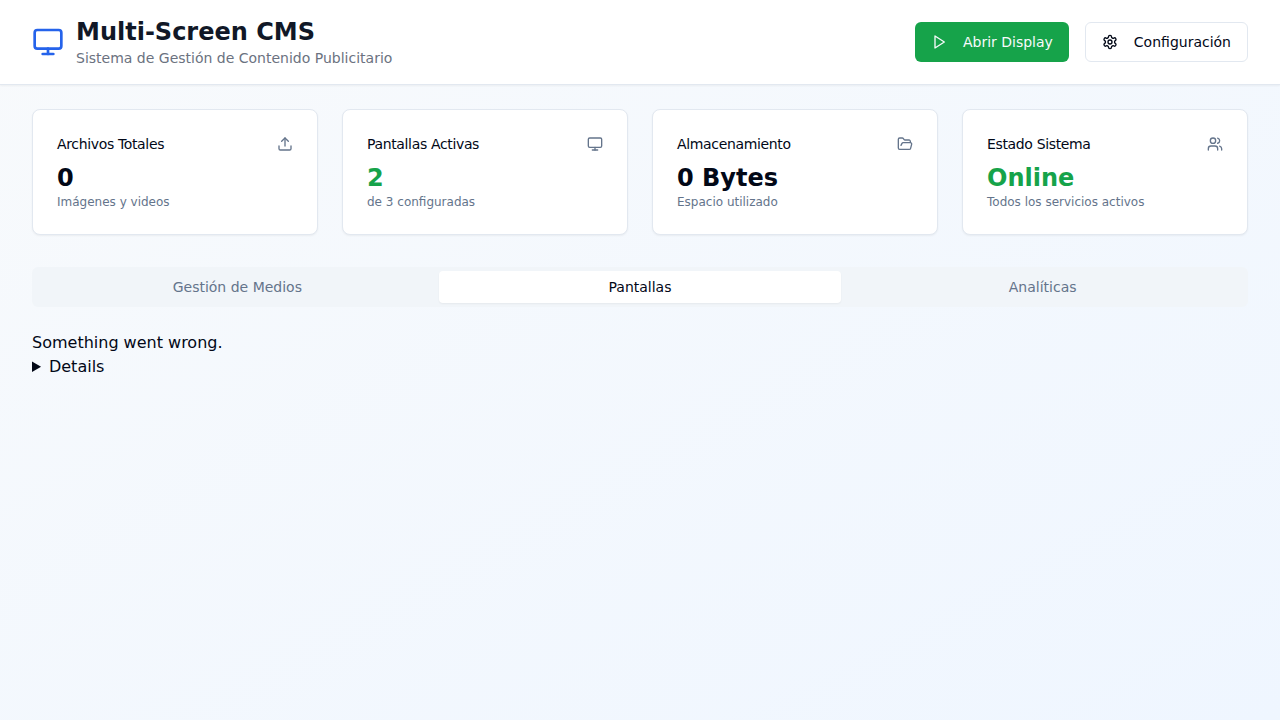 Multi-Screen CMS
Sistema de Gestión de Contenido Publicitario
Abrir Display
Configuración
Archivos Totales
0
Imágenes y videos
Pantallas Activas
2
de 3 configuradas
Almacenamiento
0 Bytes
Espacio utilizado
Estado Sistema
Online
Todos los servicios activos
Gestión de Medios
Pantallas
Analíticas
Something went wrong.
Details